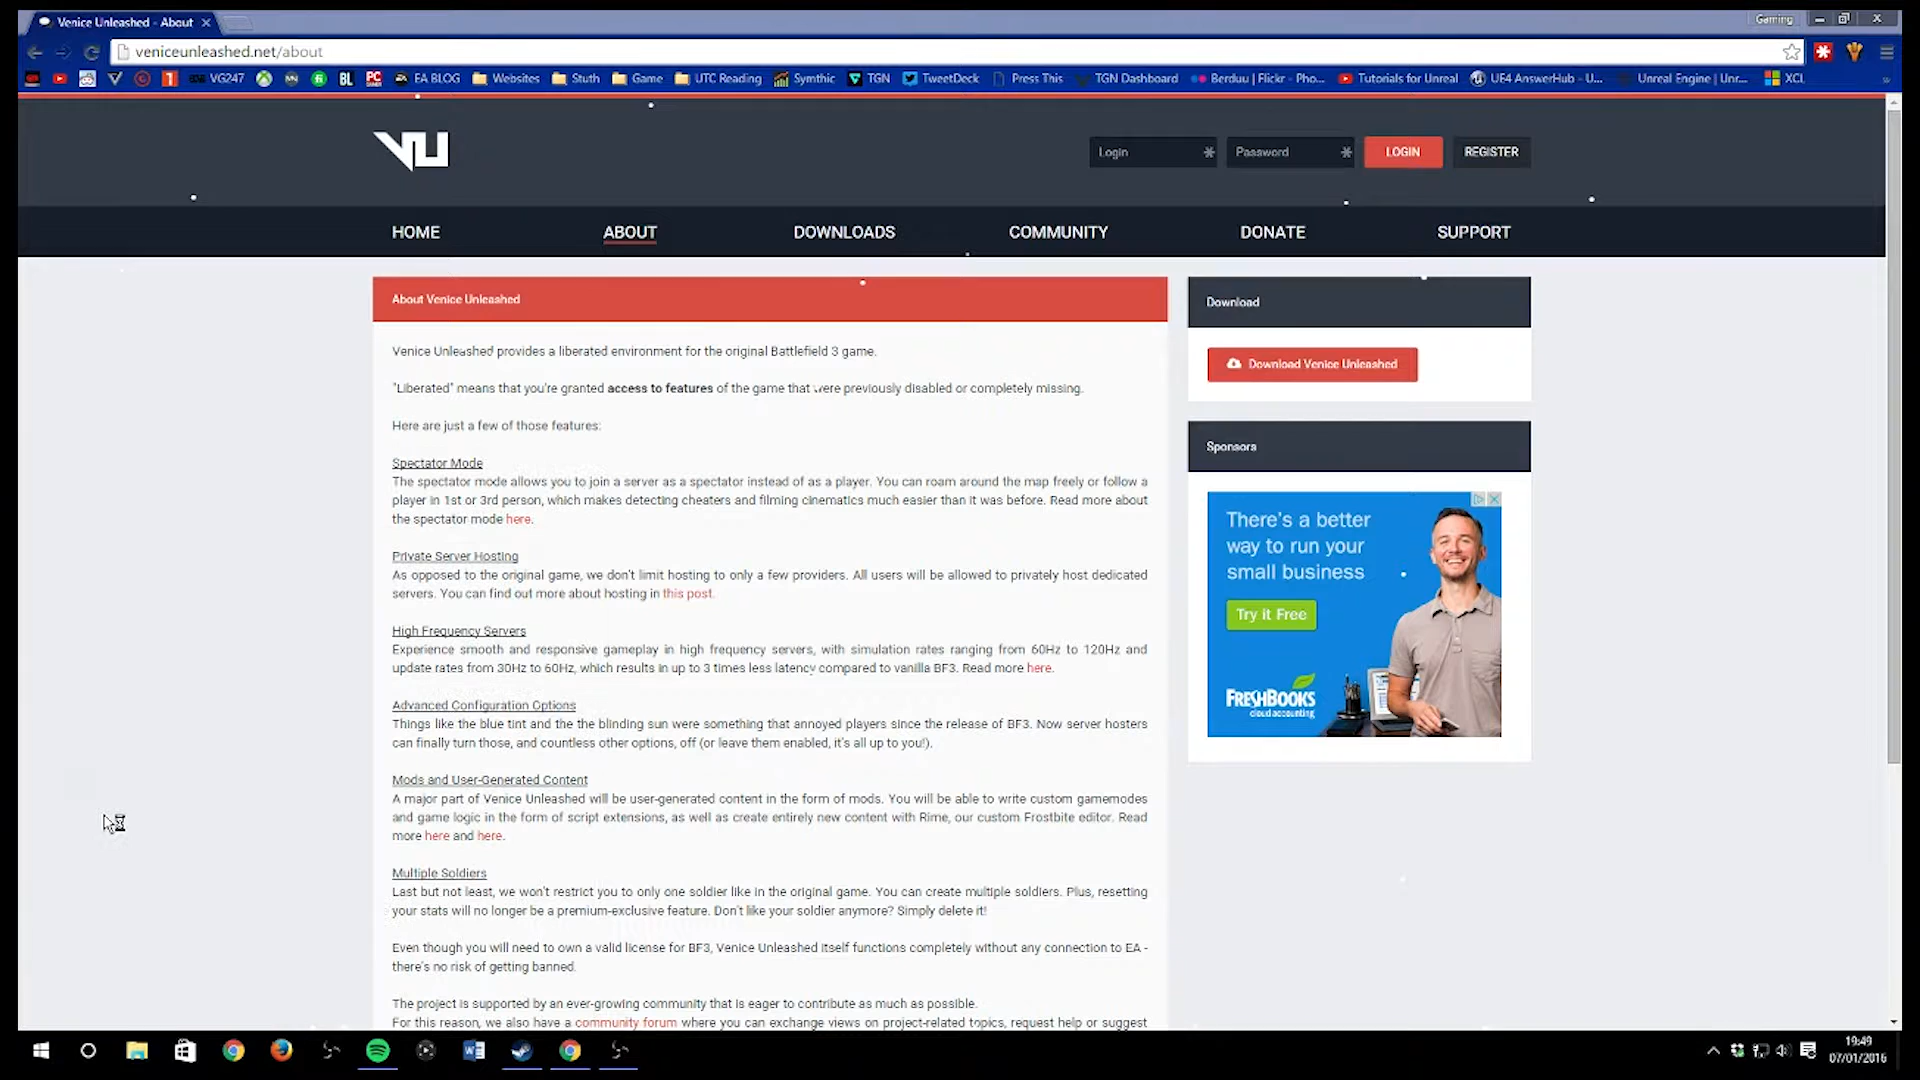 Venice Unleashed - About
Gaming
veniceunleashed.net/about
VG247
BL
EA BLOG
Websites
Stuth
Game
UTC Reading
Symthic
TGN
TweetDeck
Press This
TGN Dashboard
Berduu | Flickr - Pho...
Tutorials for Unreal
UE4 AnswerHub - U...
Unreal Engine | Unr...
XCL
VU
Login
Password
LOGIN
REGISTER
HOME
ABOUT
DOWNLOADS
COMMUNITY
DONATE
SUPPORT
About Venice Unleashed
Venice Unleashed provides a liberated environment for the original Battlefield 3 game.
"Liberated" means that you're granted access to features of the game that were previously disabled or completely missing.
Here are just a few of those features:
Spectator Mode
The spectator mode allows you to join a server as a spectator instead of as a player. You can roam around the map freely or follow a
player in 1st or 3rd person, which makes detecting cheaters and filming cinematics much easier than it was before. Read more about
the spectator mode here.
Private Server Hosting
As opposed to the original game, we don't limit hosting to only a few providers. All users will be allowed to privately host dedicated
servers. You can find out more about hosting in this post.
High Frequency Servers
Experience smooth and responsive gameplay in high frequency servers, with simulation rates ranging from 60Hz to 120Hz and
update rates from 30Hz to 60Hz, which results in up to 3 times less latency compared to vanilla BF3. Read more here.
Advanced Configuration Options
Things like the blue tint and the the blinding sun were something that annoyed players since the release of BF3. Now server hosters
can finally turn those, and countless other options, off (or leave them enabled, it's all up to you!).
Mods and User-Generated Content
A major part of Venice Unleashed will be user-generated content in the form of mods. You will be able to write custom gamemodes
and game logic in the form of script extensions, as well as create entirely new content with Rime, our custom Frostbite editor. Read
more here and here.
Multiple Soldiers
Last but not least, we won't restrict you to only one soldier like in the original game. You can create multiple soldiers. Plus, resetting
your stats will no longer be a premium-exclusive feature. Don't like your soldier anymore? Simply delete it!
Even though you will need to own a valid license for BF3, Venice Unleashed itself functions completely without any connection to EA -
there's no risk of getting banned.
The project is supported by an ever-growing community that is eager to contribute as much as possible.
For this reason, we also have a community forum where you can exchange views on project-related topics, request help or suggest
Download
Download Venice Unleashed
Sponsors
There's a better
way to run your
small business
Try it Free
FRESHBOOKS
cloud accounting
19:49
07/01/2016